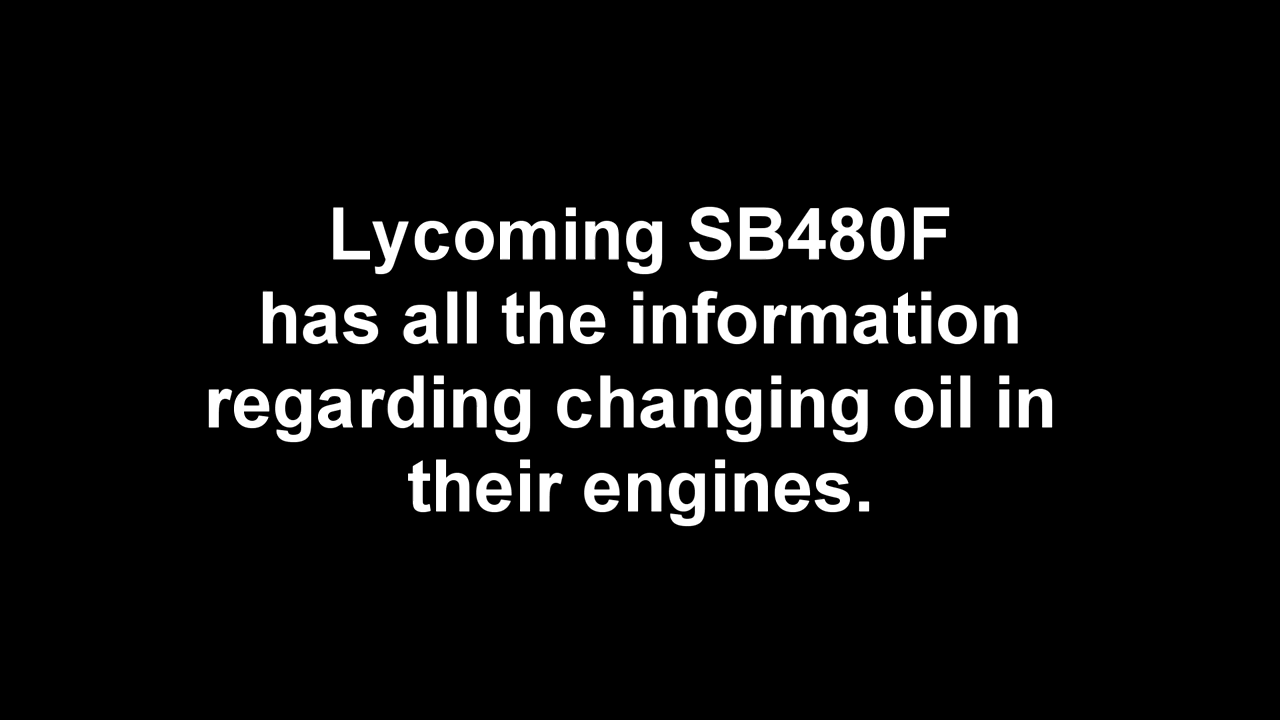 Lycoming SB480F
has all the information
regarding changing oil in
their engines.